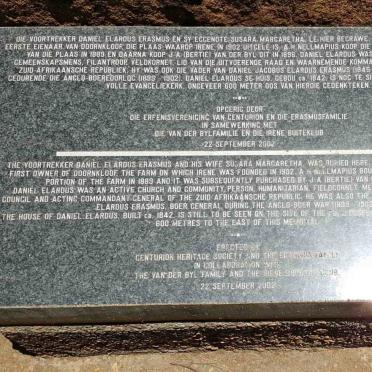 DIE VOORTREKKER DANIEL ELARDUS ERASMUS EN SY EGGENOTE SUSARA MARGARETHA, LÊ HIER BEGRAWE
EERSTE EIENAAR VAN DOORNKLOOF, DIE PLAAS WAAROP IRENE IN 1902 UITGELÊ IS. A H NELLMAPIUS KOOP DIE
VAN DIE PLAAS IN 1889 EN DAARNA KOOP J.A. (BERTIE) VAN DER BYL DIT IN 1896. DANIEL ELARDUS WAS
GEMEENSKAPSMENS, FILANTROOP, VELDKORNET, LID VAN DIE UITVOERENDE RAAD EN WAARNEMENDE KOMMA
ZUID AFRIKAANSCHE REPUBLIEK. HY WAS OOK DIE VADER VAN DANIEL JACOBUS ELARDUS ERASMUS
GEDURENDE DIE ANGLO-BOEREOORLOG (1899 - 1902). DANIEL ELARDUS SE HUIS, GEBOU CA. 1842, IS NOG TE
VOLLE EVANGELIEKERK, ONGEVEER 600 METER OOS VAN HIERDIE GEDENKTEKEN.
OPGERIG DEUR
DIE ERFENISVERENIGING VAN CENTURION EN DIE ERASMUSFAMILIE
IN SAMEWERKING MET
DIE VAN DER BYLFAMILIE EN DIE IRENE BUITEKLUB
22 SEPTEMBER 2002
THE VOORTREKKER DANIEL ELARDUS ERASMUS AND HIS WIFE SUSARA MARGARETHA, WAS BURIED HERE.
FIRST OWNER OF DOORNKLOOF, THE FARM ON WHICH IRENE WAS FOUNDED IN 1902. A H NELLMAPIUS BOU
PORTION OF THE FARM IN 1889 AND IT WAS SUBSEQUENTLY PURCHASED BY J.A. (BERTIE) VAN
DANIEL ELARDUS WAS AN ACTIVE CHURCH AND COMMUNITY PERSON, HUMANITARIAN, FIELDCORNET, ME
COUNCIL AND ACTING COMMANDANT-GENERAL OF THE ZUID AFRIKAANSCHE REPUBLIC. HE WAS ALSO THE
ELARDUS ERASMUS, BOER GENERAL DURING THE ANGLO-BOER WAR (1899
THE HOUSE OF DANIEL ELARDUS, BUILT ca. 1842, IS STILL TO BE SEEN ON THE SIDE OF THE
600 METRES TO THE EAST OF THIS MEMORIAL.
ERECTED BY
CENTURION HERITAGE SOCIETY AND THE ERASMUS FAMILY
IN COLLABORATION WITH
THE VAN DER BYL FAMILY AND THE IRENE COUNTRY CLUB
22 SEPTEMBER 2002